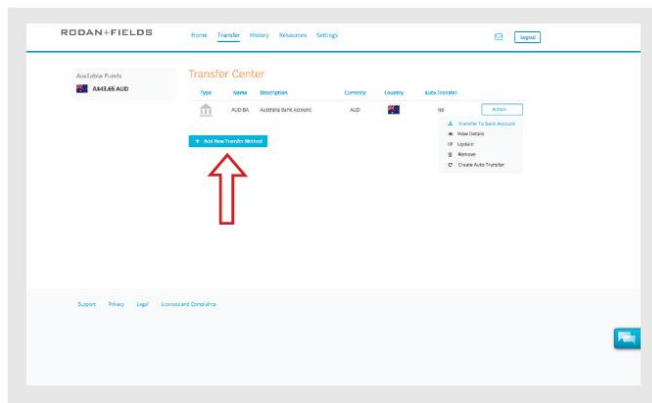 RODAN+FIELDS
Home Transfer History Resources Settings
Logout
Available Funds
A$43.65 AUD
Transfer Center
Type Name Description Currency Country Auto Transfer
AUD BA Australia Bank Account AUD No Action
Transfer To Bank Account
View Details
Update
Remove
Create Auto Transfer
+ Add New Transfer Method
Support Privacy Legal Licenses and Complaints